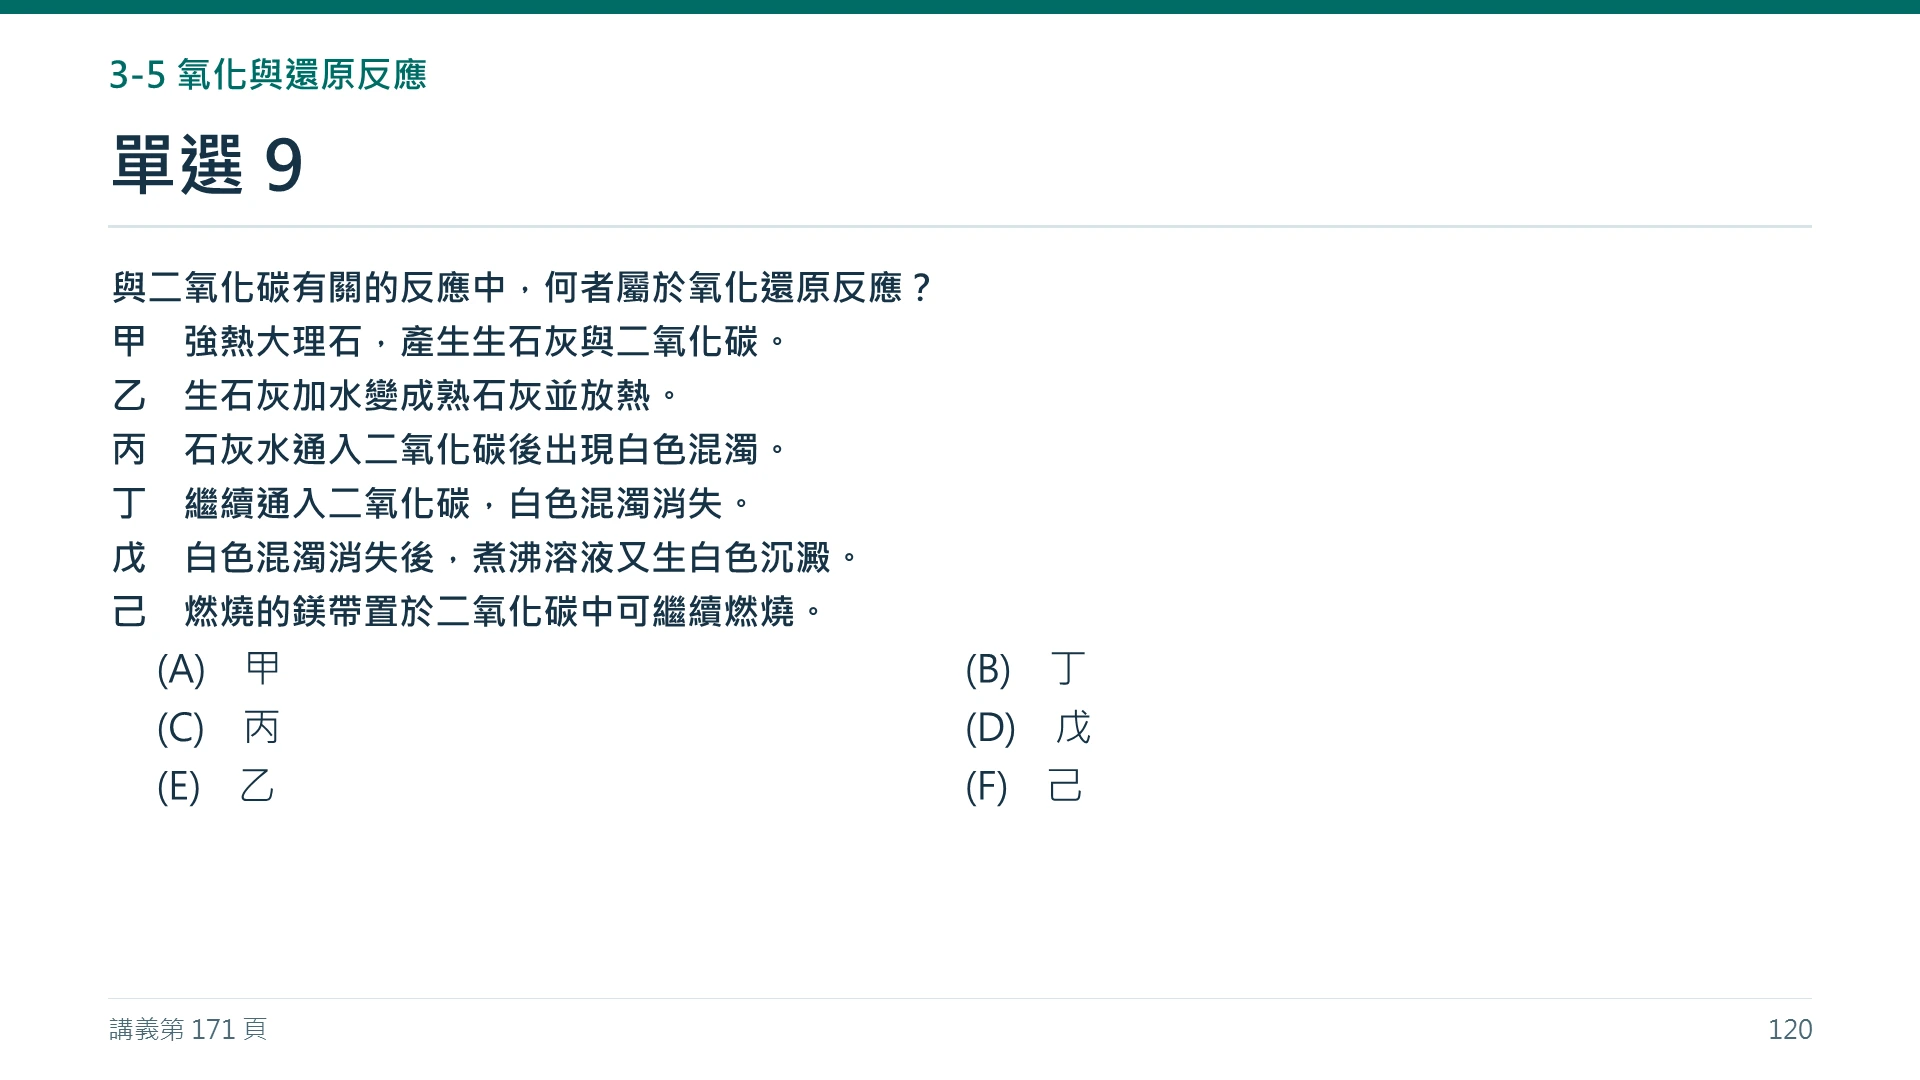 3-5 氧化與還原反應
單選 9
與二氧化碳有關的反應中，何者屬於氧化還原反應？
甲　強熱大理石，產生生石灰與二氧化碳。
乙　生石灰加水變成熟石灰並放熱。
丙　石灰水通入二氧化碳後出現白色混濁。
丁　繼續通入二氧化碳，白色混濁消失。
戊　白色混濁消失後，煮沸溶液又生白色沉澱。
己　燃燒的鎂帶置於二氧化碳中可繼續燃燒。
(A)　甲
(B)　丁
(C)　丙
(D)　戊
(E)　乙
(F)　己
講義第 171 頁
120